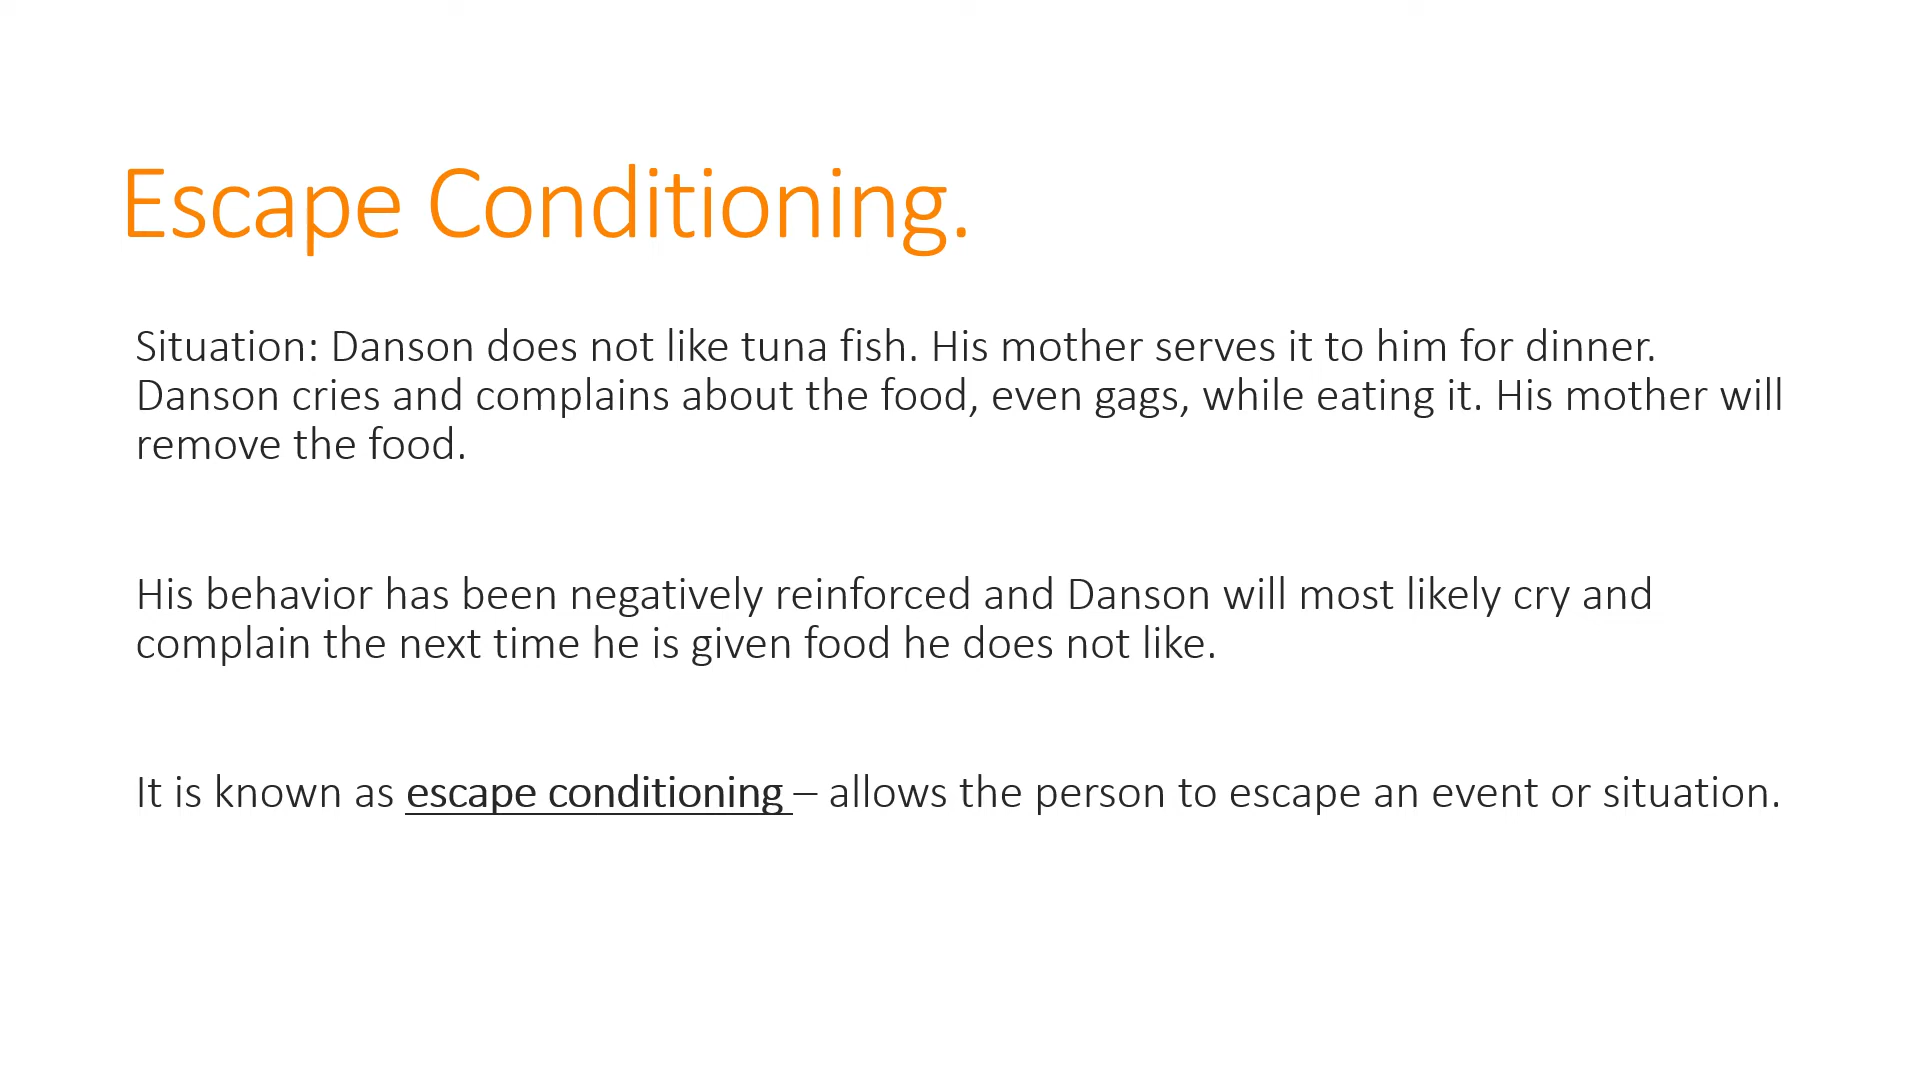 Escape Conditioning.
Situation: Danson does not like tuna fish. His mother serves it to him for dinner.
Danson cries and complains about the food, even gags, while eating it. His mother will
remove the food.
His behavior has been negatively reinforced and Danson will most likely cry and
complain the next time he is given food he does not like.
It is known as escape conditioning – allows the person to escape an event or situation.